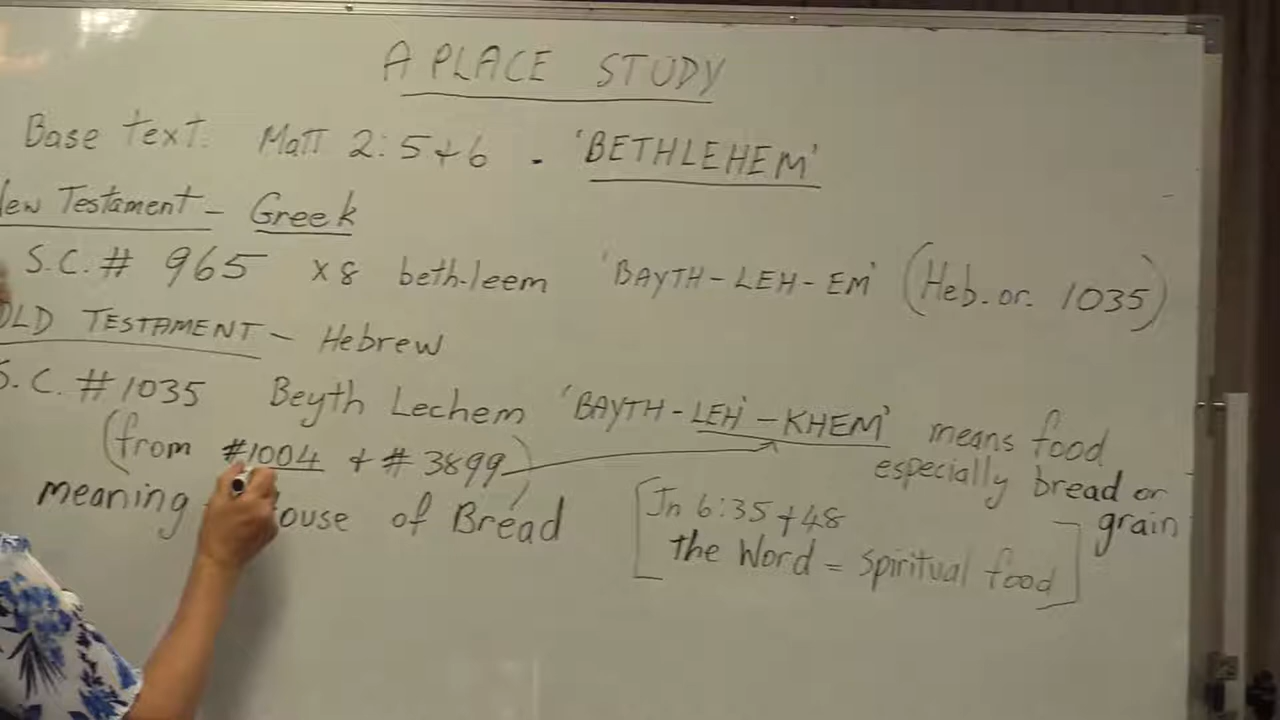 A PLACE STUDY
Base text: Matt 2:5+6 - 'BETHLEHEM'
New Testament - Greek
S.C.# 965 x8 beth-leem 'BAYTH-LEH-EM' (Heb. or. 1035)
OLD TESTAMENT - Hebrew
S.C. #1035 Beyth Lechem 'BAYTH-LEH'-KHEM' means food
especially bread or
grain
(from #1004 + #3899)
meaning House of Bread
[Jn 6:35+48
the Word = Spiritual food]